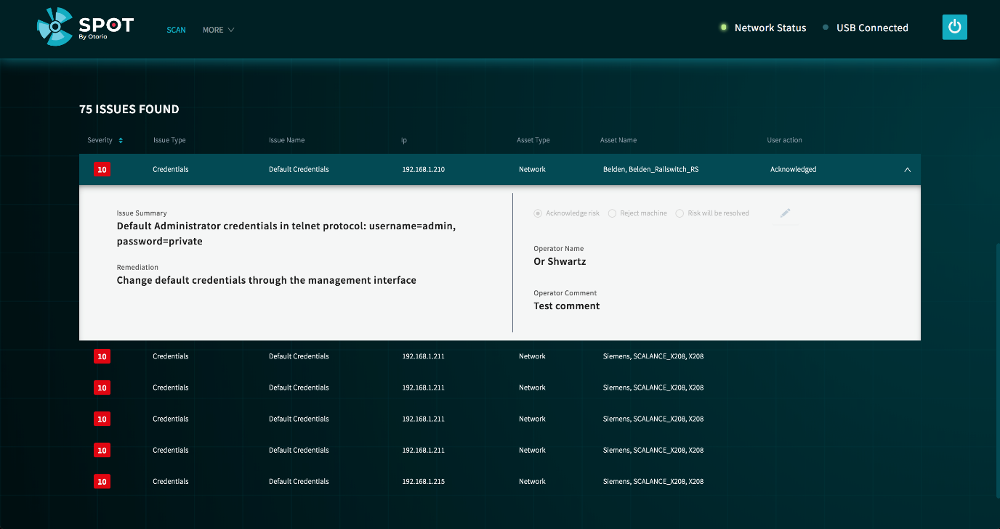 SPOT
By Otorio
SCAN
MORE
Network Status
USB Connected
75 ISSUES FOUND
Severity Issue Type Issue Name Ip Asset Type Asset Name User action
10 Credentials Default Credentials 192.168.1.210 Network Belden, Belden_Railswitch_RS Acknowledged
Issue Summary
Default Administrator credentials in telnet protocol: username=admin,
password=private
Remediation
Change default credentials through the management interface
Acknowledge risk Reject machine Risk will be resolved
Operator Name
Or Shwartz
Operator Comment
Test comment
10 Credentials Default Credentials 192.168.1.211 Network Siemens, SCALANCE_X208, X208
10 Credentials Default Credentials 192.168.1.211 Network Siemens, SCALANCE_X208, X208
10 Credentials Default Credentials 192.168.1.211 Network Siemens, SCALANCE_X208, X208
10 Credentials Default Credentials 192.168.1.211 Network Siemens, SCALANCE_X208, X208
10 Credentials Default Credentials 192.168.1.215 Network Siemens, SCALANCE_X208, X208